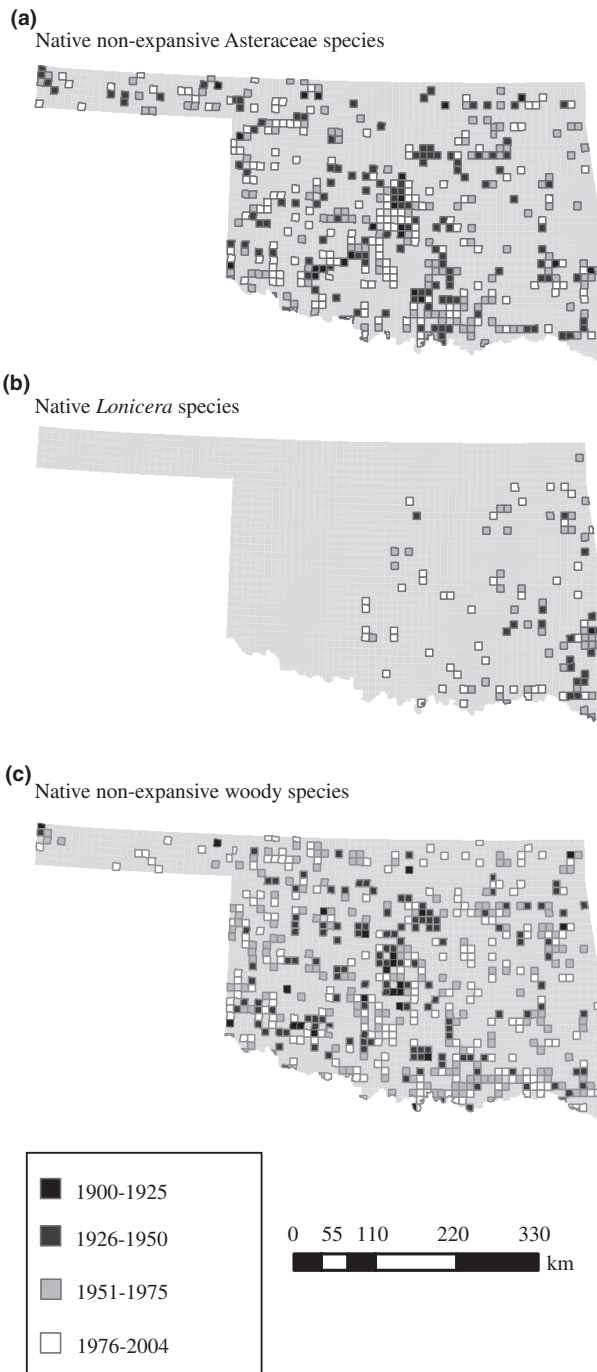 (a)
Native non-expansive Asteraceae species
(b)
Native Lonicera species
(c)
Native non-expansive woody species
1900-1925
1926-1950
1951-1975
1976-2004
0 55 110 220 330
km